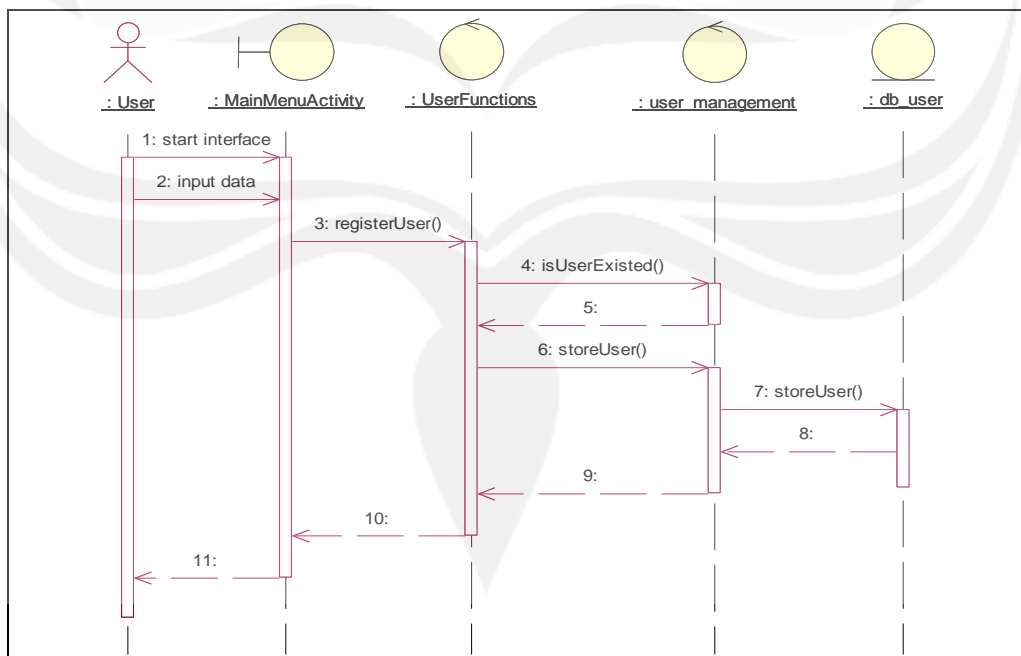 : User
: MainMenuActivity
: UserFunctions
: user_management
: db_user
1: start interface
2: input data
3: registerUser()
4: isUserExisted()
5:
6: storeUser()
7: storeUser()
8:
9:
10:
11: